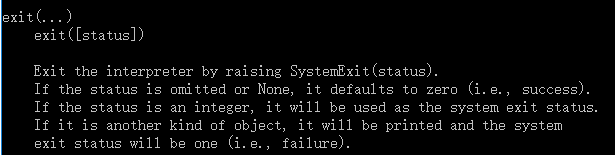 exit(...)
exit([status])
Exit the interpreter by raising SystemExit(status).
If the status is omitted or None, it defaults to zero (i.e., success).
If the status is an integer, it will be used as the system exit status.
If it is another kind of object, it will be printed and the system
exit status will be one (i.e., failure).